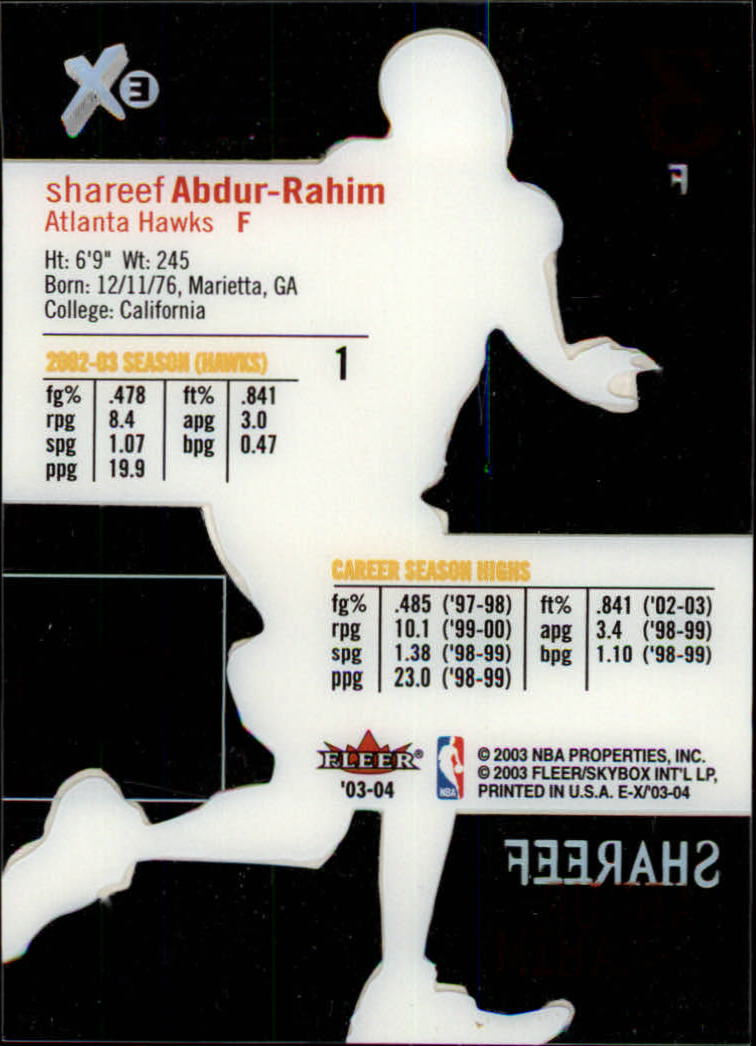 X E
3
F
shareef Abdur-Rahim
Atlanta Hawks F
Ht: 6'9" Wt: 245
Born: 12/11/76, Marietta, GA
College: California
2002-03 SEASON (HAWKS)
1
fg% .478 ft% .841
rpg 8.4 apg 3.0
spg 1.07 bpg 0.47
ppg 19.9
CAREER SEASON HIGHS
fg% .485 ('97-98) ft% .841 ('02-03)
rpg 10.1 ('99-00) apg 3.4 ('98-99)
spg 1.38 ('98-99) bpg 1.10 ('98-99)
ppg 23.0 ('98-99)
FLEER®
'03-04
NBA
© 2003 NBA PROPERTIES, INC.
© 2003 FLEER/SKYBOX INT'L LP,
PRINTED IN U.S.A. E-X/'03-04
SHAREEF